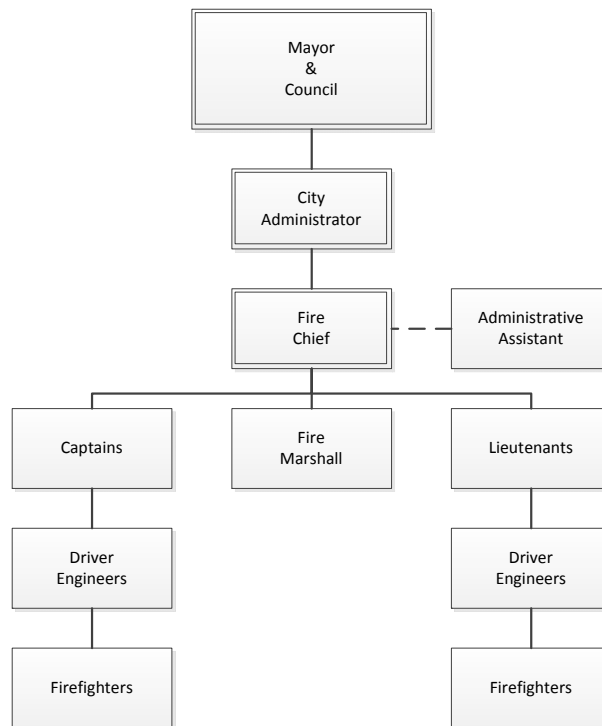 Mayor
&
Council
City
Administrator
Fire
Chief
Administrative
Assistant
Captains
Fire
Marshall
Lieutenants
Driver
Engineers
Driver
Engineers
Firefighters
Firefighters